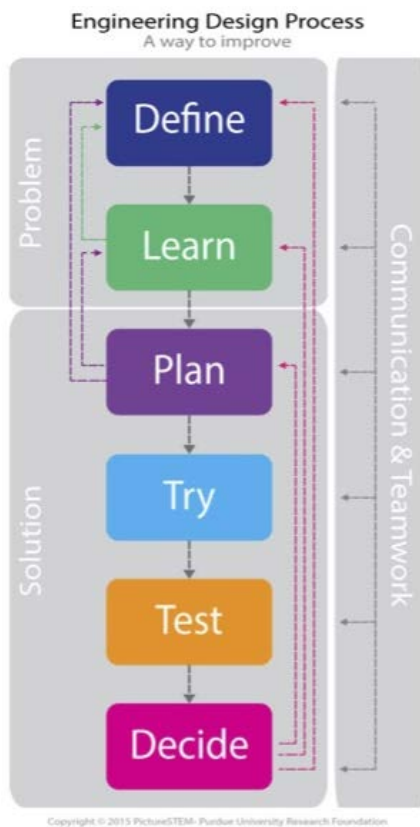 Engineering Design Process
A way to improve
Problem
Define
Learn
Solution
Plan
Try
Test
Decide
Communication & Teamwork
Copyright © 2015 PictureSTEM- Purdue University Research Foundation